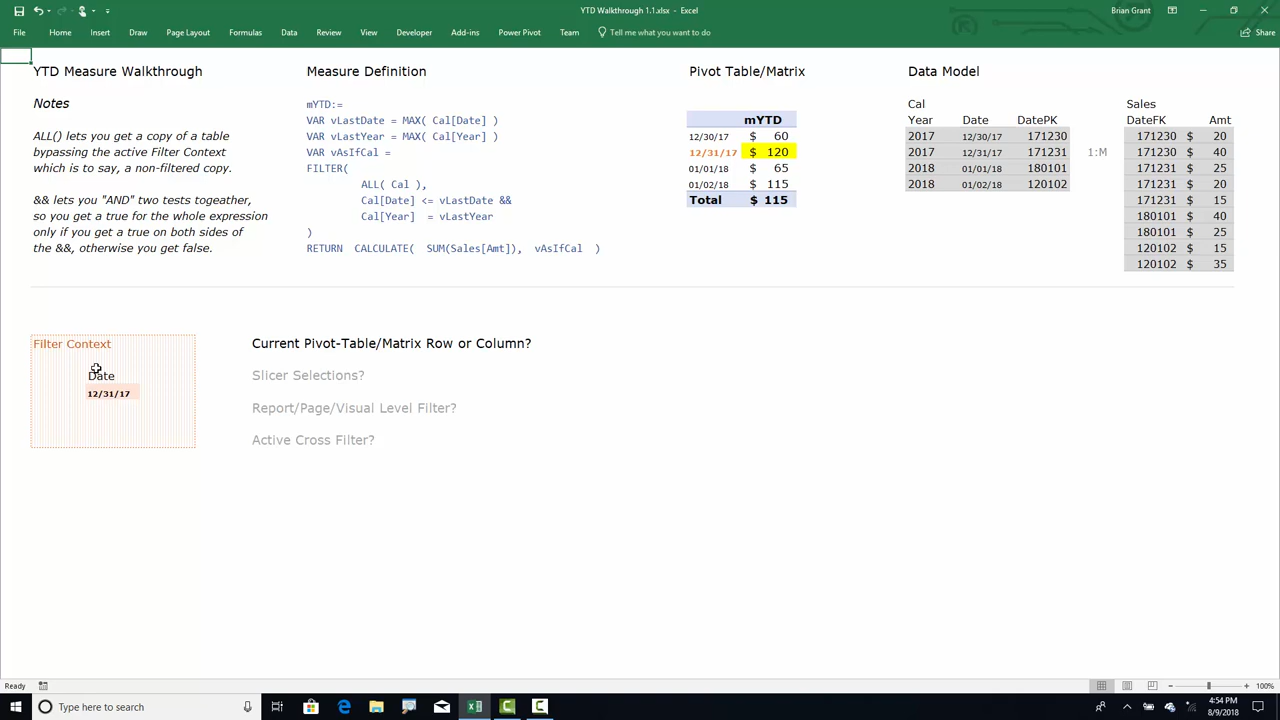 YTD Walkthrough 1.1.xlsx - Excel
Brian Grant
File Home Insert Draw Page Layout Formulas Data Review View Developer Add-ins Power Pivot Team Tell me what you want to do Share
YTD Measure Walkthrough
Notes
ALL() lets you get a copy of a table
bypassing the active Filter Context
which is to say, a non-filtered copy.
&& lets you "AND" two tests togeather,
so you get a true for the whole expression
only if you get a true on both sides of
the &&, otherwise you get false.
Measure Definition
mYTD:=
VAR vLastDate = MAX( Cal[Date] )
VAR vLastYear = MAX( Cal[Year] )
VAR vAsIfCal =
FILTER(
ALL( Cal ),
Cal[Date] <= vLastDate &&
Cal[Year] = vLastYear
)
RETURN CALCULATE( SUM(Sales[Amt]), vAsIfCal )
Pivot Table/Matrix
mYTD
12/30/17 $ 60
12/31/17 $ 120
01/01/18 $ 65
01/02/18 $ 115
Total $ 115
Data Model
Cal
Year Date DatePK
2017 12/30/17 171230
2017 12/31/17 171231
2018 01/01/18 180101
2018 01/02/18 120102
1:M
Sales
DateFK Amt
171230 $ 20
171230 $ 40
171231 $ 25
171231 $ 20
171231 $ 15
180101 $ 40
180101 $ 25
120102 $ 15
120102 $ 35
Filter Context
Date
12/31/17
Current Pivot-Table/Matrix Row or Column?
Slicer Selections?
Report/Page/Visual Level Filter?
Active Cross Filter?
Ready
100%
Type here to search
4:54 PM
8/9/2018